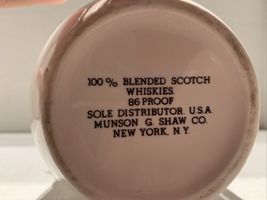 100% BLENDED SCOTCH
WHISKIES.
86 PROOF
SOLE DISTRIBUTOR. U.S.A.
MUNSON G. SHAW CO.
NEW YORK, N.Y.